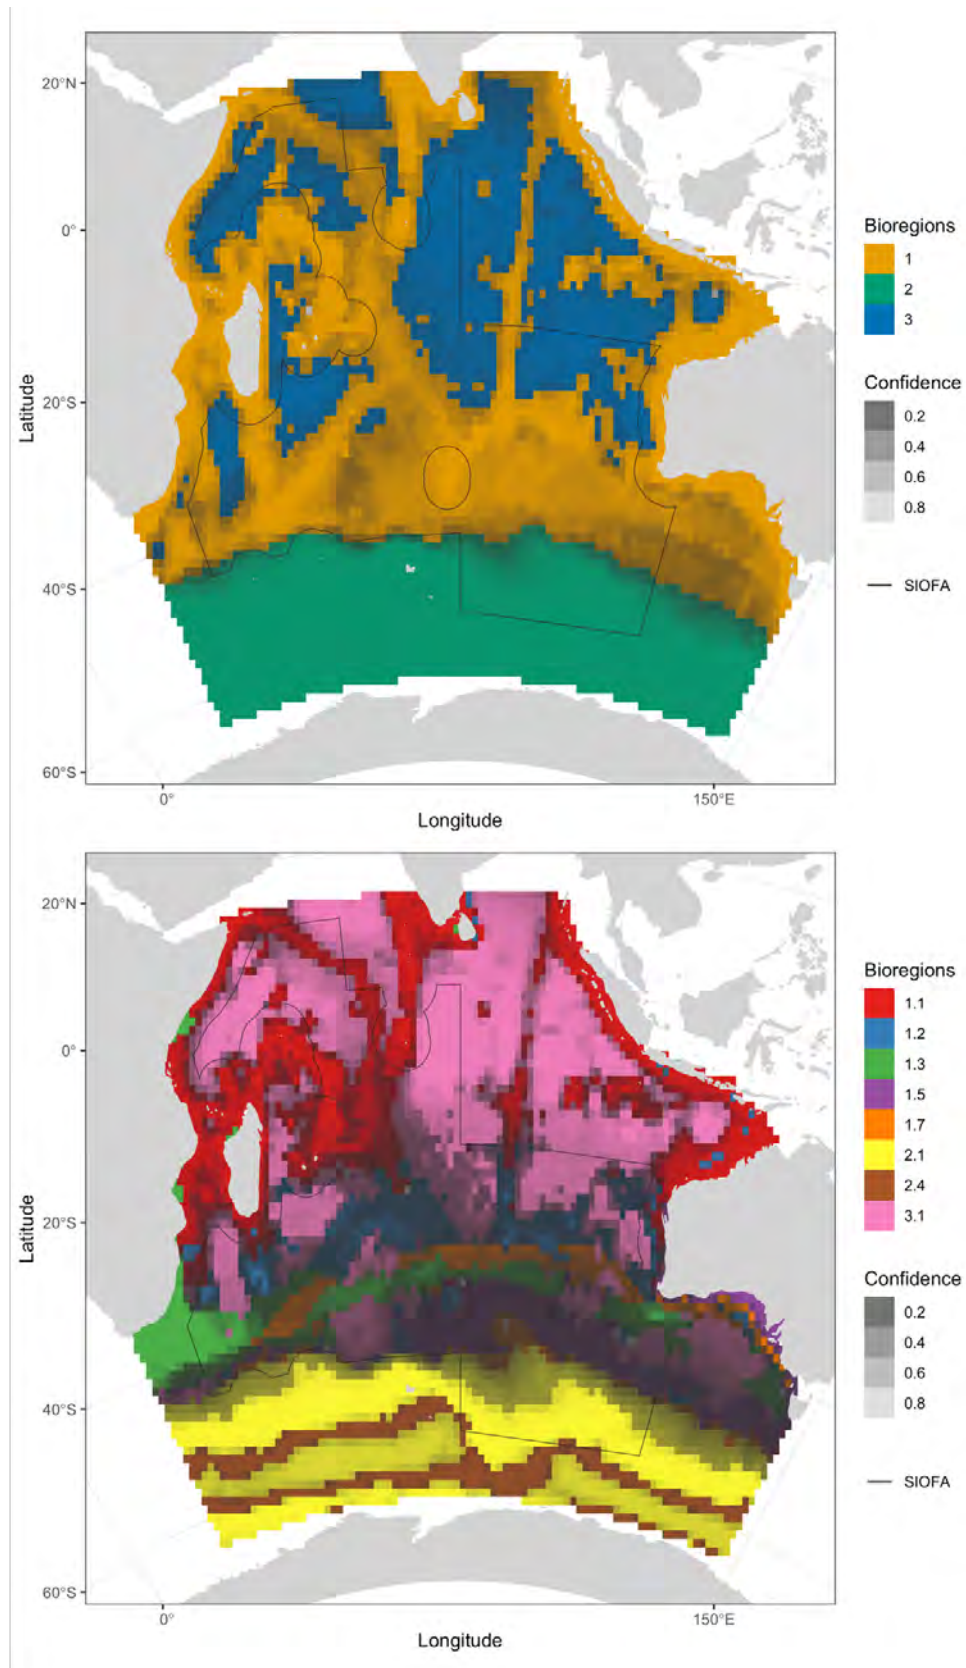 20°N
0°
20°S
40°S
60°S
Latitude
0°
150°E
Longitude
Bioregions
1
2
3
Confidence
0.2
0.4
0.6
0.8
SIOFA
20°N
0°
20°S
40°S
60°S
Latitude
0°
150°E
Longitude
Bioregions
1.1
1.2
1.3
1.5
1.7
2.1
2.4
3.1
Confidence
0.2
0.4
0.6
0.8
SIOFA